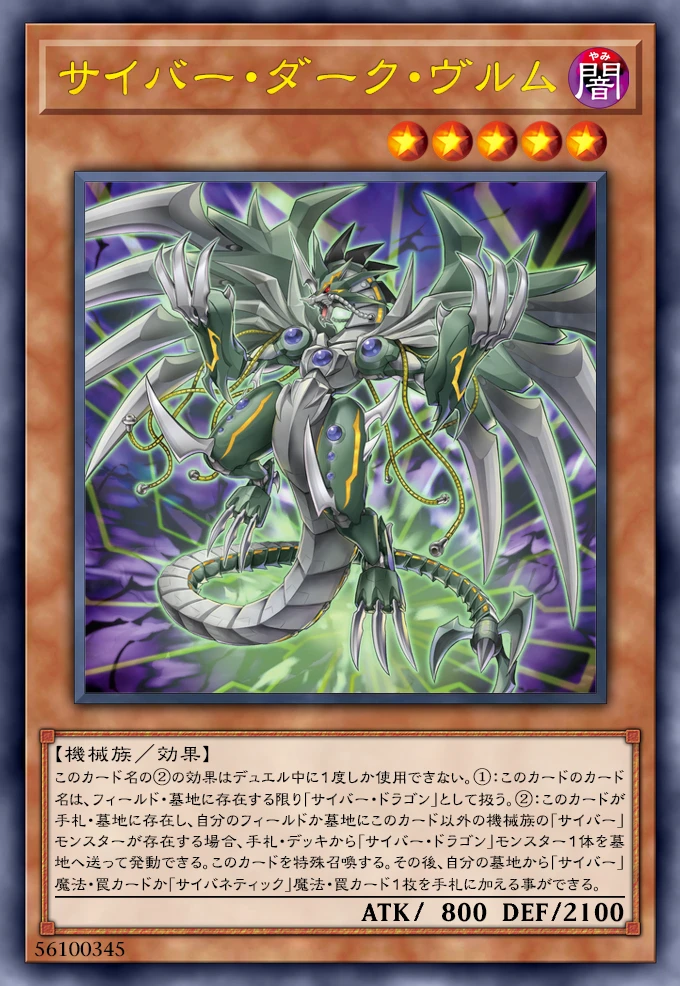 サイバー・ダーク・ヴルム
やみ
闇
【機械族／効果】
このカード名の②の効果はデュエル中に1度しか使用できない。①：このカードのカード
名は、フィールド・墓地に存在する限り「サイバー・ドラゴン」として扱う。②：このカードが
手札・墓地に存在し、自分のフィールドか墓地にこのカード以外の機械族の「サイバー」
モンスターが存在する場合、手札・デッキから「サイバー・ドラゴン」モンスター1体を墓
地へ送って発動できる。このカードを特殊召喚する。その後、自分の墓地から「サイバー」
魔法・罠カードか「サイバネティック」魔法・罠カード1枚を手札に加える事ができる。
ATK/ 800 DEF/2100
56100345